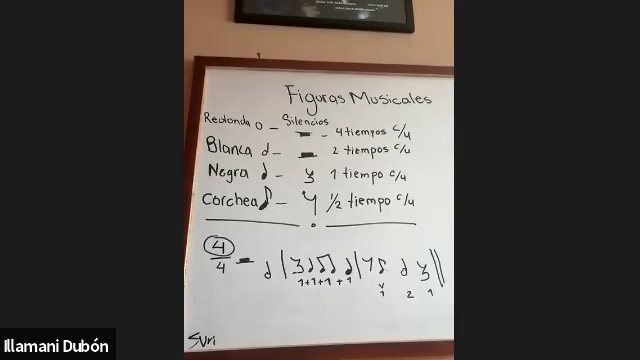 Figuras Musicales
Redonda o - Silencios - 4 tiempos c/u
Blanca - 2 tiempos c/u
Negra - 1 tiempo c/u
Corchea - 1/2 tiempo c/u
4
4
1+1+1+1
1 2 1
Suri
Illamani Dubón